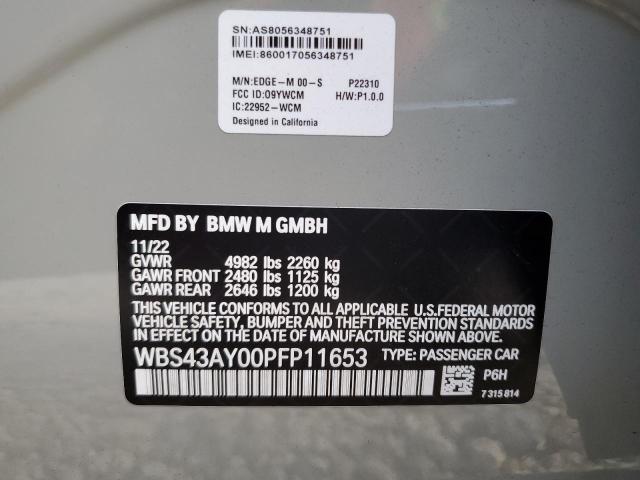 SN:AS8056348751
IMEI:860017056348751
M/N:EDGE-M 00-S P22310
FCC ID:O9YWCM H/W:P1.0.0
IC:22952-WCM
Designed in California
MFD BY BMW M GMBH
11/22
GVWR 4982 lbs 2260 kg
GAWR FRONT 2480 lbs 1125 kg
GAWR REAR 2646 lbs 1200 kg
THIS VEHICLE CONFORMS TO ALL APPLICABLE U.S.FEDERAL MOTOR
VEHICLE SAFETY, BUMPER AND THEFT PREVENTION STANDARDS
IN EFFECT ON THE DATE OF MANUFACTURE SHOWN ABOVE.
WBS43AY00PFP11653 TYPE: PASSENGER CAR
P6H
7 315 814